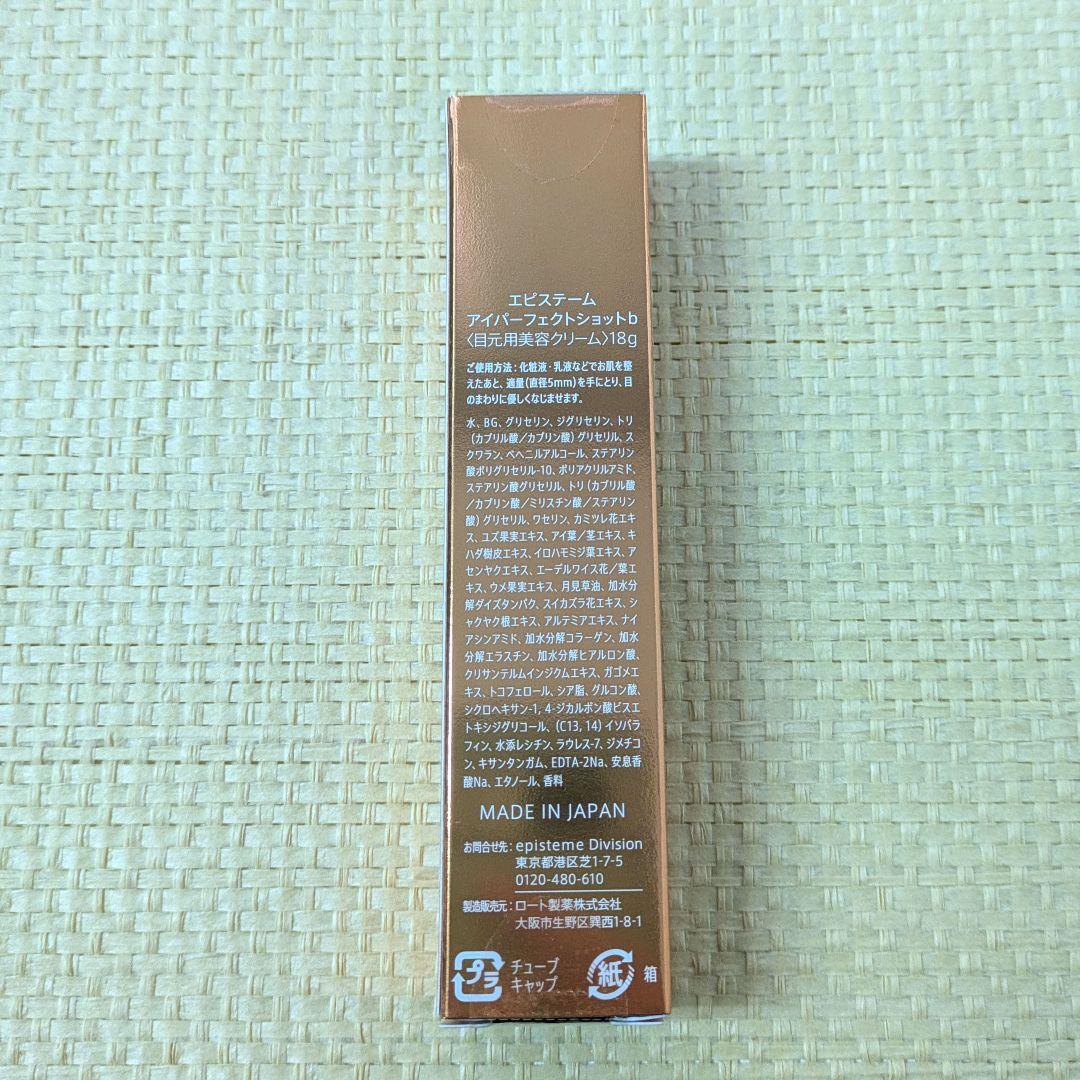 エピステーム
アイパーフェクトショットb
〈目元用美容クリーム〉18g
ご使用方法：化粧液・乳液などでお肌を整
えたあと、適量(直径5mm)を手にとり、目
のまわりに優しくなじませます。
水、BG、グリセリン、ジグリセリン、トリ
（カプリル酸／カプリン酸）グリセリル、ス
クワラン、ベヘニルアルコール、ステアリン
酸ポリグリセリル-10、ポリアクリルアミド、
ステアリン酸グリセリル、トリ（カプリル酸
／カプリン酸／ミリスチン酸／ステアリン
酸）グリセリル、ワセリン、カミツレ花エキ
ス、ユズ果実エキス、アイ葉／茎エキス、キ
ハダ樹皮エキス、イロハモミジ葉エキス、ア
センヤクエキス、エーデルワイス花／葉エ
キス、ウメ果実エキス、月見草油、加水分
解ダイズタンパク、スイカズラ花エキス、シ
ャクヤク根エキス、アルテミアエキス、ナイ
アシンアミド、加水分解コラーゲン、加水
分解エラスチン、加水分解ヒアルロン酸、
クリサンテルムインジクムエキス、ガゴメエ
キス、トコフェロール、シア脂、グルコン酸、
シクロヘキサン-1, 4-ジカルボン酸ビスエ
トキシジグリコール、(C13, 14) イソパラ
フィン、水添レシチン、ラウレス-7、ジメチコ
ン、キサンタンガム、EDTA-2Na、安息香
酸Na、エタノール、香料
MADE IN JAPAN
お問合せ先：episteme Division
東京都港区芝1-7-5
0120-480-610
製造販売元：ロート製薬株式会社
大阪市生野区巽西1-8-1
プラ チューブ
キャップ
紙 箱